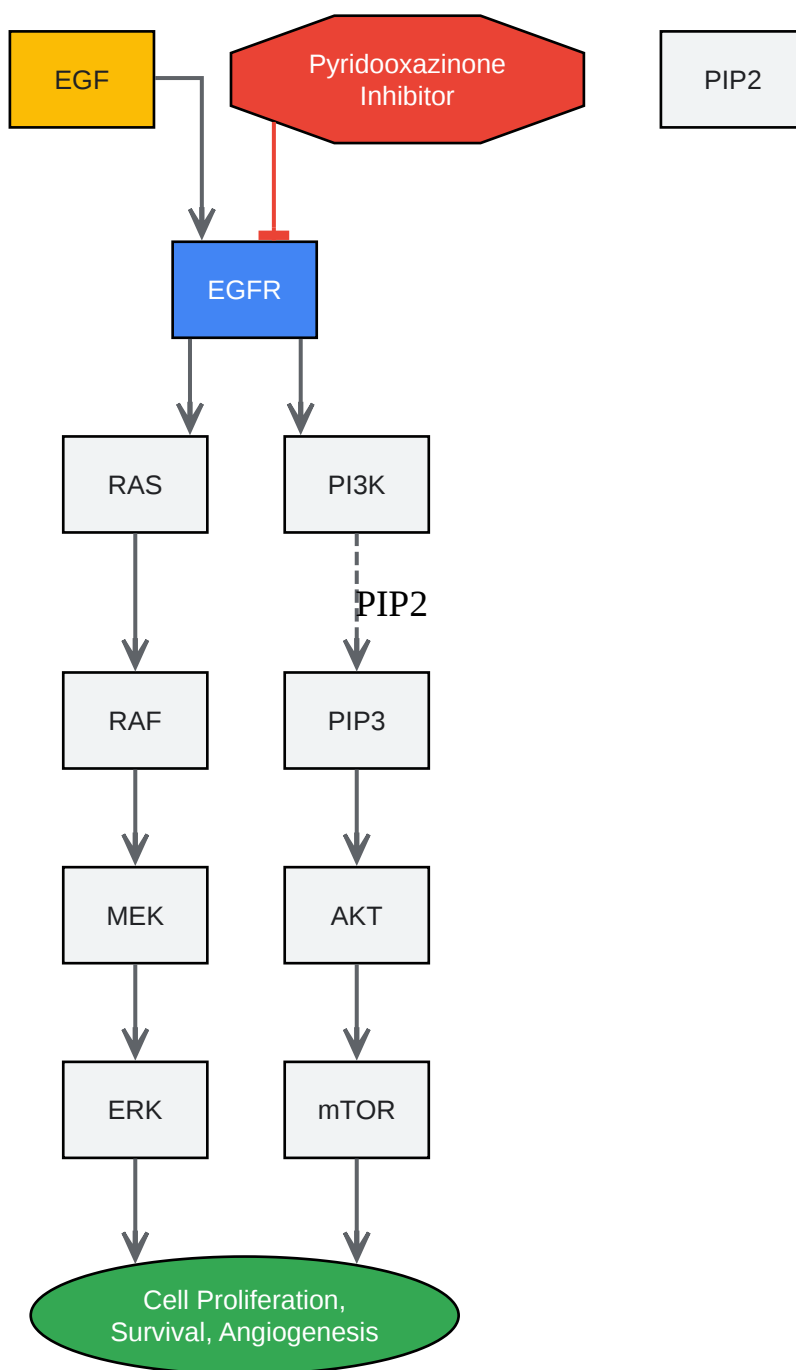 EGF
Pyridooxazinone
Inhibitor
PIP2
EGFR
RAS
PI3K
PIP2
RAF
PIP3
MEK
AKT
ERK
mTOR
Cell Proliferation,
Survival, Angiogenesis